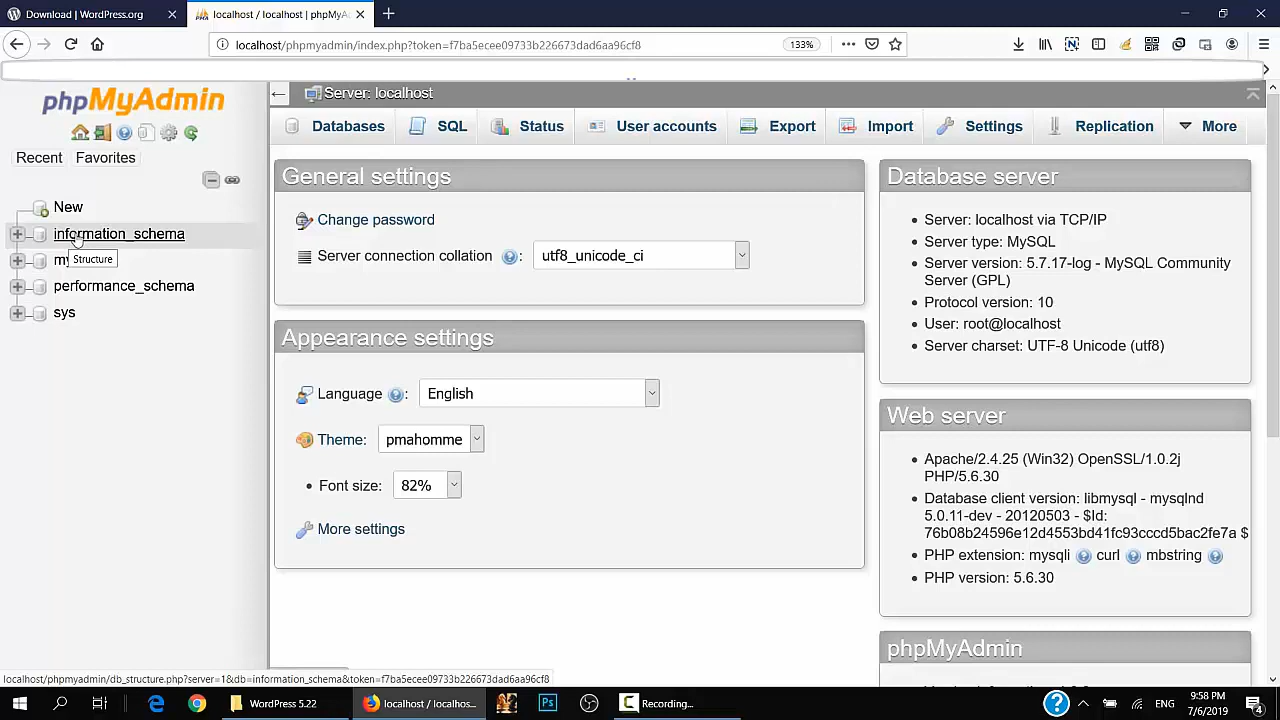 Download | WordPress.org
localhost / localhost | phpMyA
localhost/phpmyadmin/index.php?token=f7ba5ecee09733b226673dad6aa96cf8
133%
phpMyAdmin
Recent
Favorites
New
information_schema
my
Structure
performance_schema
sys
Server: localhost
Databases
SQL
Status
User accounts
Export
Import
Settings
Replication
More
General settings
Change password
Server connection collation
:
utf8_unicode_ci
Appearance settings
Language
:
English
Theme:
pmahomme
Font size:
82%
More settings
Database server
Server: localhost via TCP/IP
Server type: MySQL
Server version: 5.7.17-log - MySQL Community
Server (GPL)
Protocol version: 10
User: root@localhost
Server charset: UTF-8 Unicode (utf8)
Web server
Apache/2.4.25 (Win32) OpenSSL/1.0.2j
PHP/5.6.30
Database client version: libmysql - mysqlnd
5.0.11-dev - 20120503 - $Id:
76b08b24596e12d4553bd41fc93cccd5bac2fe7a $
PHP extension: mysqli
curl
mbstring
PHP version: 5.6.30
phpMyAdmin
localhost/phpmyadmin/db_structure.php?server=1&db=information_schema&token=f7ba5ecee09733b226673dad6aa96cf8
WordPress 5.22
localhost / localhos...
Recording...
ENG
9:58 PM
7/6/2019
4